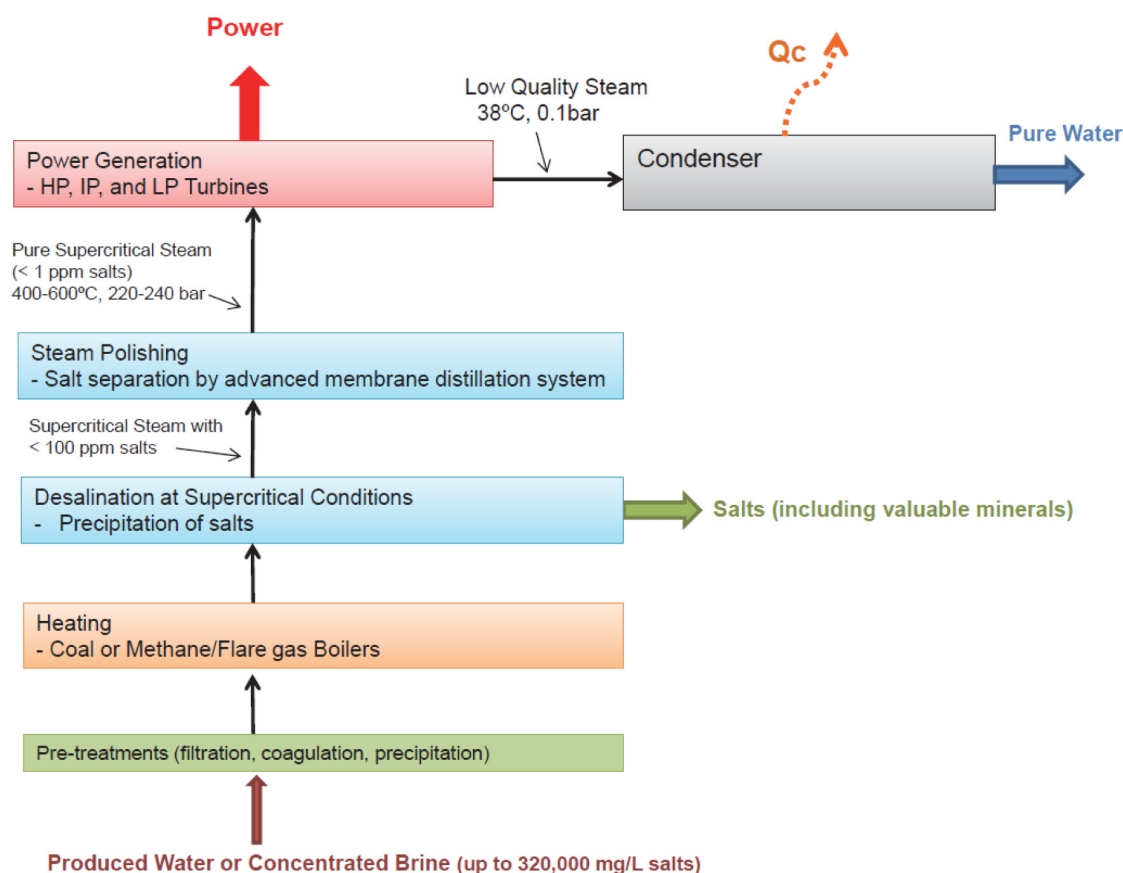 Power
Qc
Low Quality Steam
38ºC, 0.1bar
Pure Water
Power Generation
- HP, IP, and LP Turbines
Condenser
Pure Supercritical Steam
(< 1 ppm salts)
400-600ºC, 220-240 bar
Steam Polishing
- Salt separation by advanced membrane distillation system
Supercritical Steam with
< 100 ppm salts
Desalination at Supercritical Conditions
- Precipitation of salts
Salts (including valuable minerals)
Heating
- Coal or Methane/Flare gas Boilers
Pre-treatments (filtration, coagulation, precipitation)
Produced Water or Concentrated Brine (up to 320,000 mg/L salts)